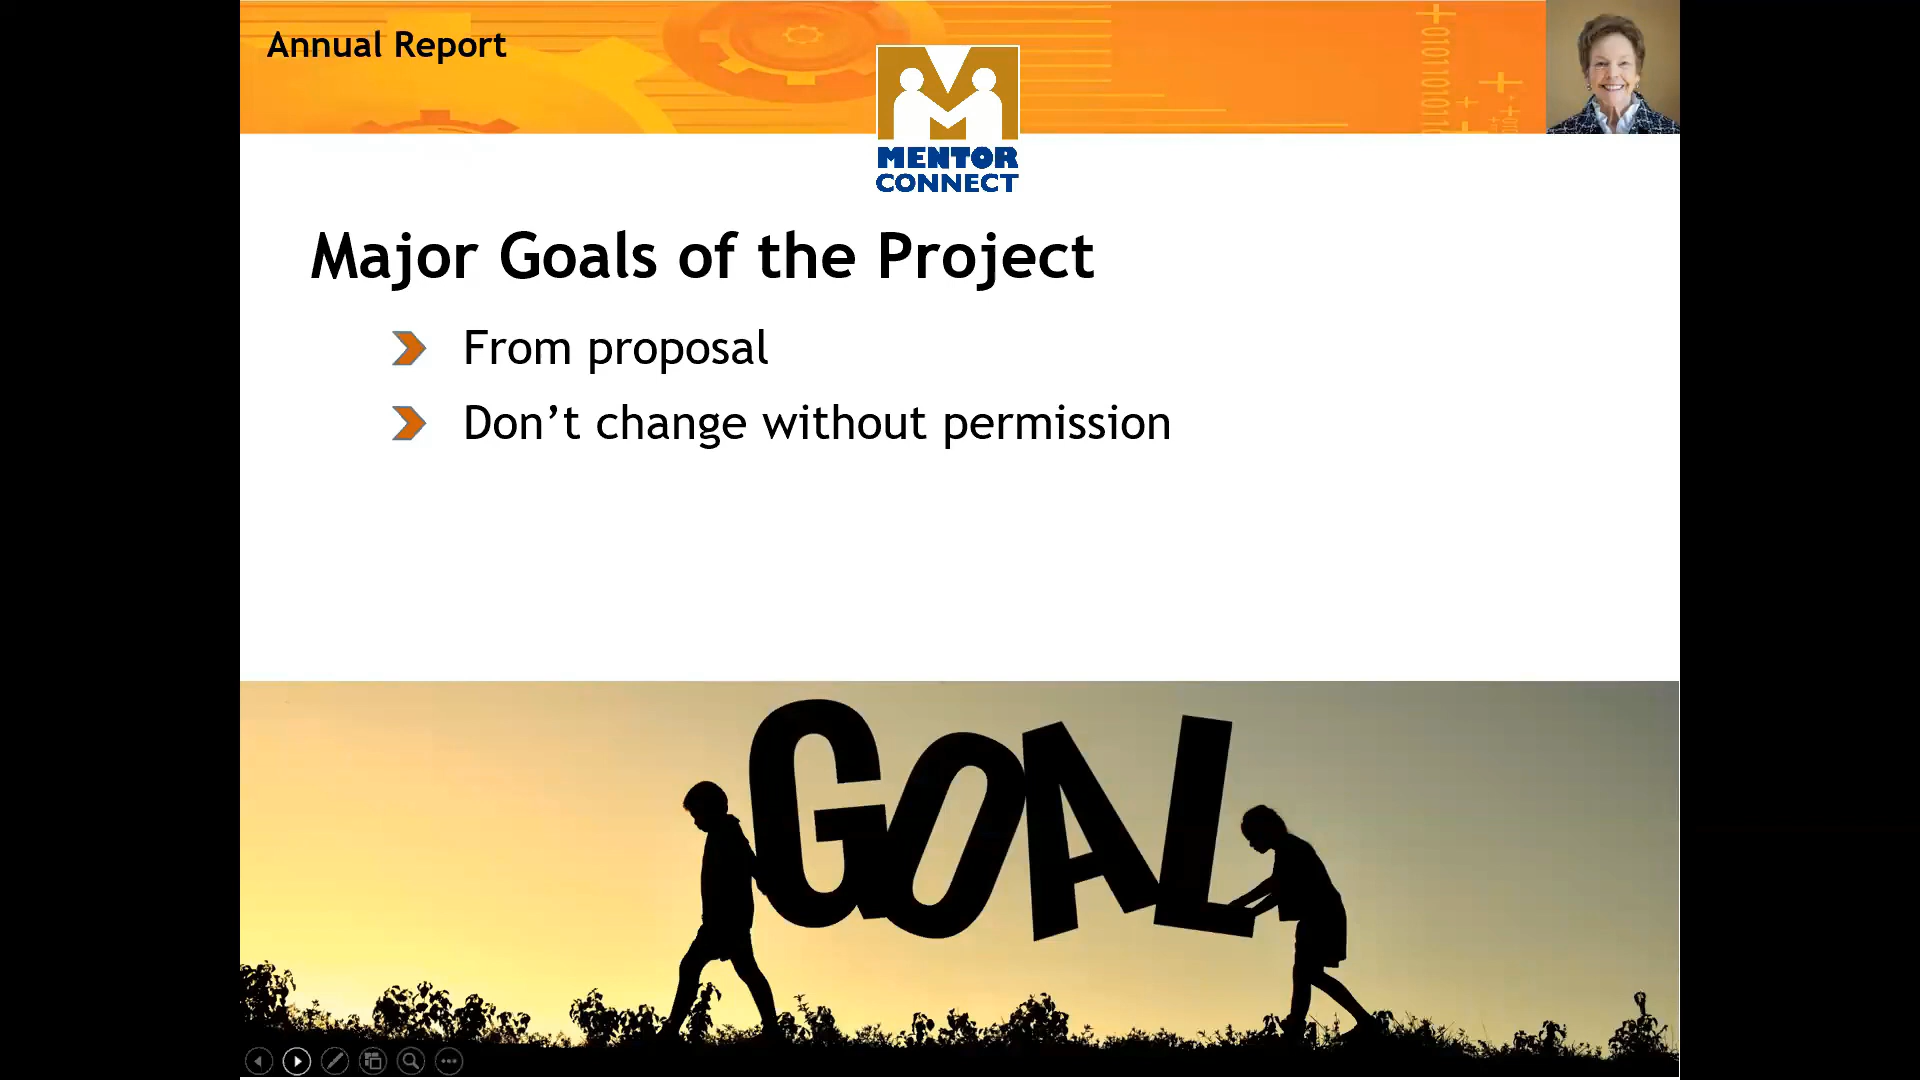 Annual Report
MENTOR
CONNECT
Major Goals of the Project
From proposal
Don’t change without permission
GOAL